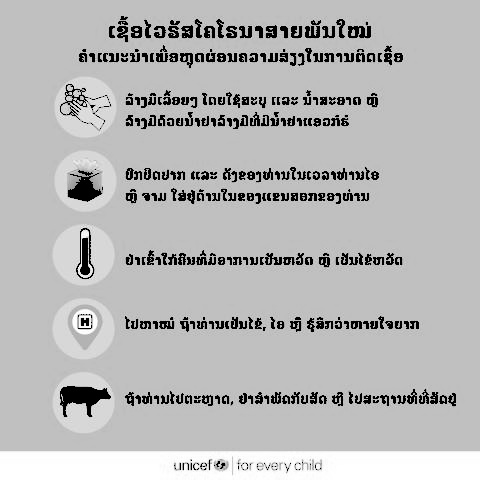 ເຊື້ອໄວຣັສໂຄໂຣນາສາຍພັນໃໝ່
ຄຳແນະນຳເພື່ອຫຼຸດຜ່ອນຄວາມສ່ຽງໃນການຕິດເຊື້ອ
ລ້າງມືເລື້ອຍໆ ໂດຍໃຊ້ສະບູ ແລະ ນ້ຳສະອາດ ຫຼື
ລ້າງມືດ້ວຍນ້ຳຢາລ້າງມືທີ່ມີນ້ຳຢາແອວກໍຮໍ
ປົກປິດປາກ ແລະ ດັງຂອງທ່ານໃນເວລາທ່ານໄອ
ຫຼື ຈາມ ໃສ່ຢູ່ດ້ານໃນຂອງແຂນສອກຂອງທ່ານ
ຢ່າເຂົ້າໃກ້ຄົນທີ່ມີອາການເປັນຫວັດ ຫຼື ເປັນໄຂ້ຫວັດ
ໄປຫາໝໍ ຖ້າທ່ານເປັນໄຂ້, ໄອ ຫຼື ຮູ້ສຶກວ່າຫາຍໃຈຍາກ
ຖ້າທ່ານໄປຕະຫຼາດ, ຢ່າສຳພັດກັບສັດ ຫຼື ໄປສະຖານທີ່ທີ່ສັດຢູ່
unicef | for every child